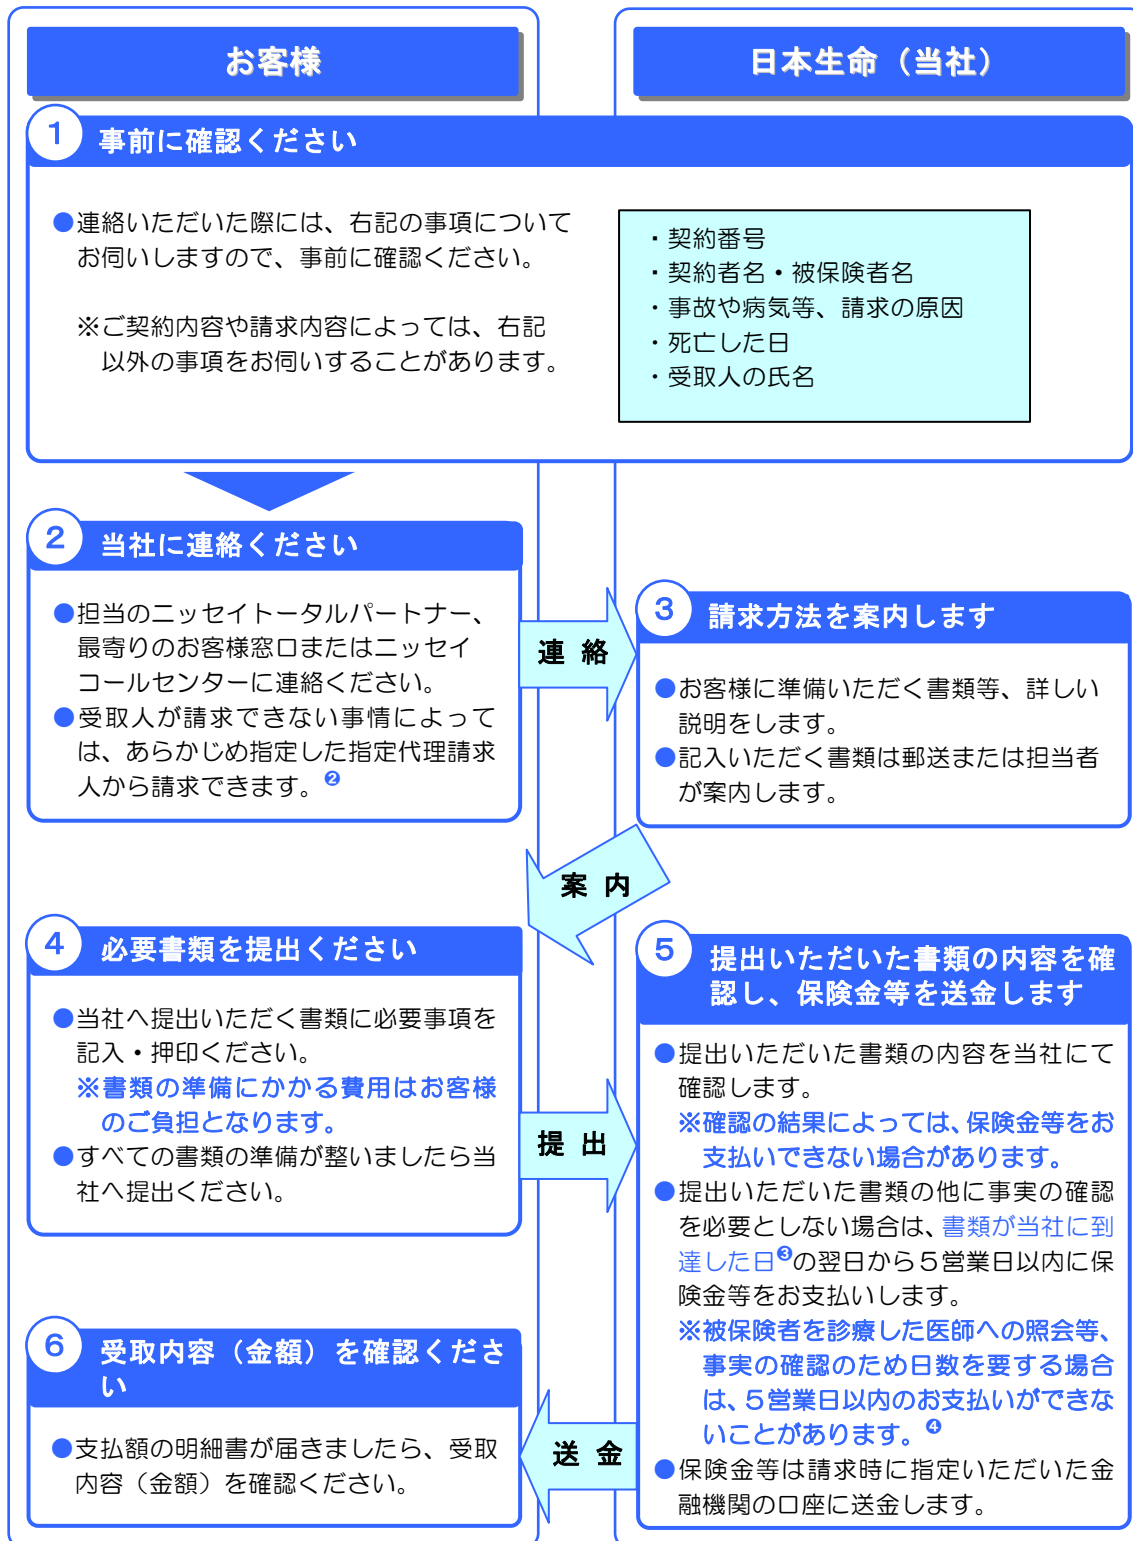 お客様
日本生命（当社）
1 事前に確認ください
●連絡いただいた際には、右記の事項について
お伺いしますので、事前に確認ください。
※ご契約内容や請求内容によっては、右記
以外の事項をお伺いすることがあります。
・契約番号
・契約者名・被保険者名
・事故や病気等、請求の原因
・死亡した日
・受取人の氏名
2 当社に連絡ください
●担当のニッセイトータルパートナー、
最寄りのお客様窓口またはニッセイ
コールセンターに連絡ください。
●受取人が請求できない事情によって
は、あらかじめ指定した指定代理請求
人から請求できます。❷
連 絡
3 請求方法を案内します
●お客様に準備いただく書類等、詳しい
説明をします。
●記入いただく書類は郵送または担当者
が案内します。
案 内
4 必要書類を提出ください
●当社へ提出いただく書類に必要事項を
記入・押印ください。
※書類の準備にかかる費用はお客様
のご負担となります。
●すべての書類の準備が整いましたら当
社へ提出ください。
提 出
5 提出いただいた書類の内容を確
認し、保険金等を送金します
●提出いただいた書類の内容を当社にて
確認します。
※確認の結果によっては、保険金等をお
支払いできない場合があります。
●提出いただいた書類の他に事実の確認
を必要としない場合は、書類が当社に到
達した日❸の翌日から５営業日以内に保
険金等をお支払いします。
※被保険者を診療した医師への照会等、
事実の確認のため日数を要する場合
は、５営業日以内のお支払いができな
いことがあります。❹
●保険金等は請求時に指定いただいた金
融機関の口座に送金します。
送 金
6 受取内容（金額）を確認くださ
い
●支払額の明細書が届きましたら、受取
内容（金額）を確認ください。